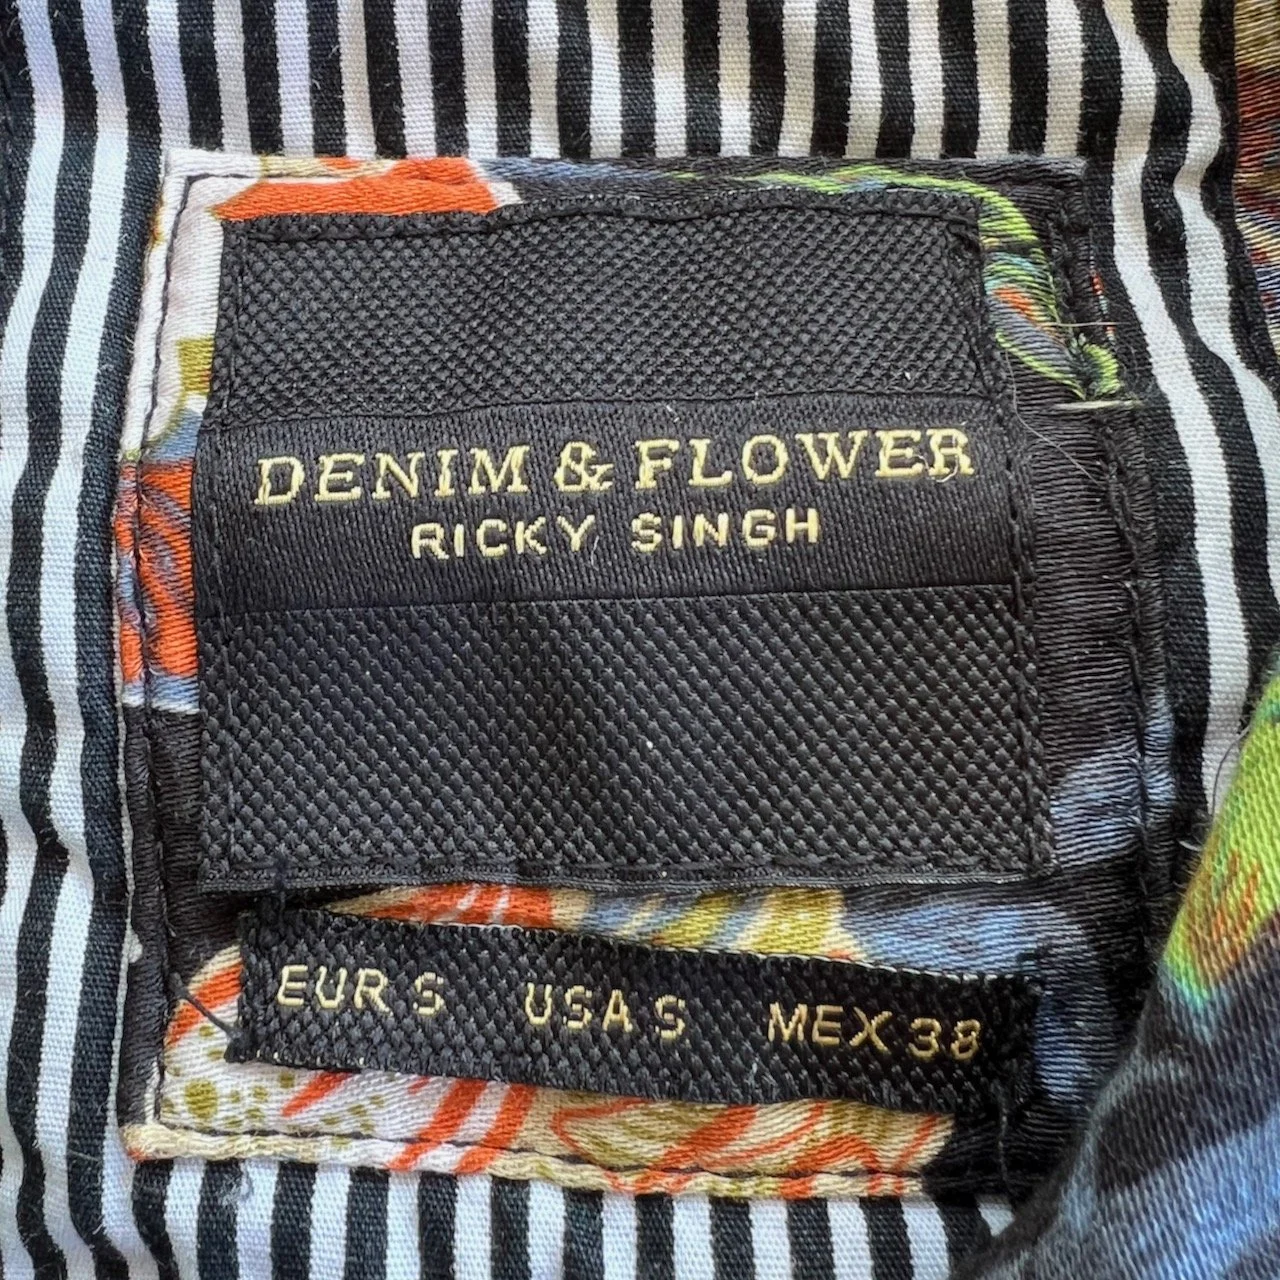 DENIM & FLOWER
RICKY SINGH
EUR S USA S MEX 38